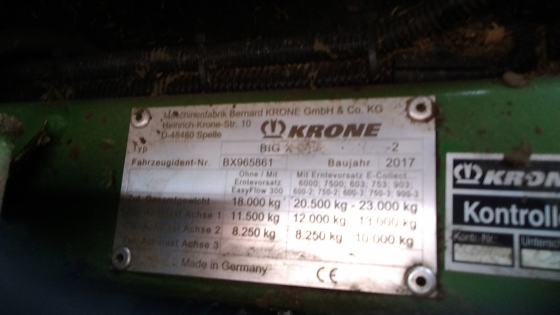 Maschinenfabrik Bernard KRONE GmbH & Co. KG
Heinrich-Krone-Str. 10
D-48480 Spelle
KRONE
Typ BiG X -2
Fahrzeugident-Nr. BX965861 Baujahr 2017
Ohne / Mit Erntevorsatz EasyFlow 300
Mit Erntevorsatz E-Collect
6000; 7500; 603; 753; 903;
600-2; 750-2; 600-3; 750-3; 900-3
Gesamtgewicht 18.000 kg 20.500 kg - 23.000 kg
Achse 1 11.500 kg 12.000 kg 13.000 kg
Achse 2 8.250 kg 8.250 kg 10.000 kg
Achse 3
Made in Germany CE
KRONE
Kontroll
Kontr.-Nr.: